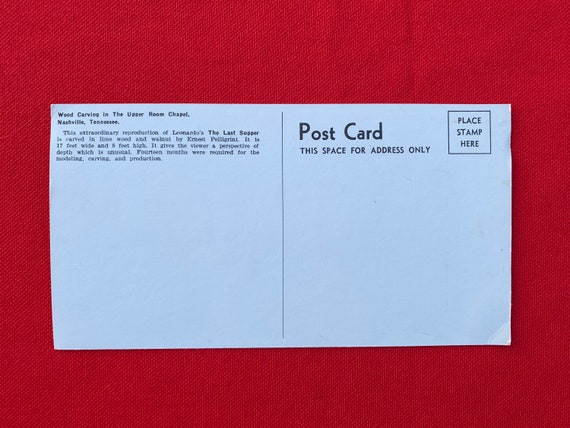 Wood Carving in The Upper Room Chapel,
Nashville, Tennessee.
This extraordinary reproduction of Leonardo's The Last Supper
is carved in lime wood and walnut by Ernest Pelligrini. It is
17 feet wide and 8 feet high. It gives the viewer a perspective of
depth which is unusual. Fourteen months were required for the
modeling, carving, and production.
Post Card
THIS SPACE FOR ADDRESS ONLY
PLACE
STAMP
HERE